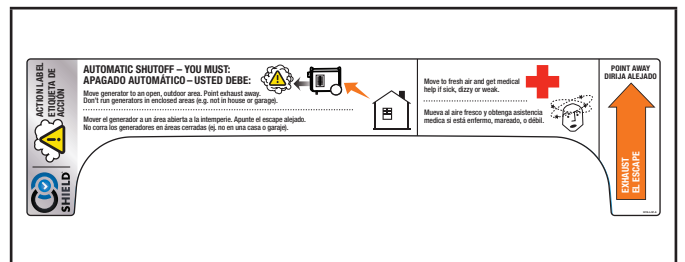 ACTION LABEL
ETIQUETA DE
ACCIÓN
SHIELD
AUTOMATIC SHUTOFF – YOU MUST:
APAGADO AUTOMÁTICO – USTED DEBE:
Move generator to an open, outdoor area. Point exhaust away.
Don't run generators in enclosed areas (e.g. not in house or garage).
Mover el generador a un área abierta a la intemperie. Apunte el escape alejado.
No corra los generadores en áreas cerradas (ej. no en una casa o garaje).
Move to fresh air and get medical
help if sick, dizzy or weak.
Mueva al aire fresco y obtenga asistencia
medica si está enfermo, mareado, o débil.
POINT AWAY
DIRIJA ALEJADO
EXHAUST
EL ESCAPE